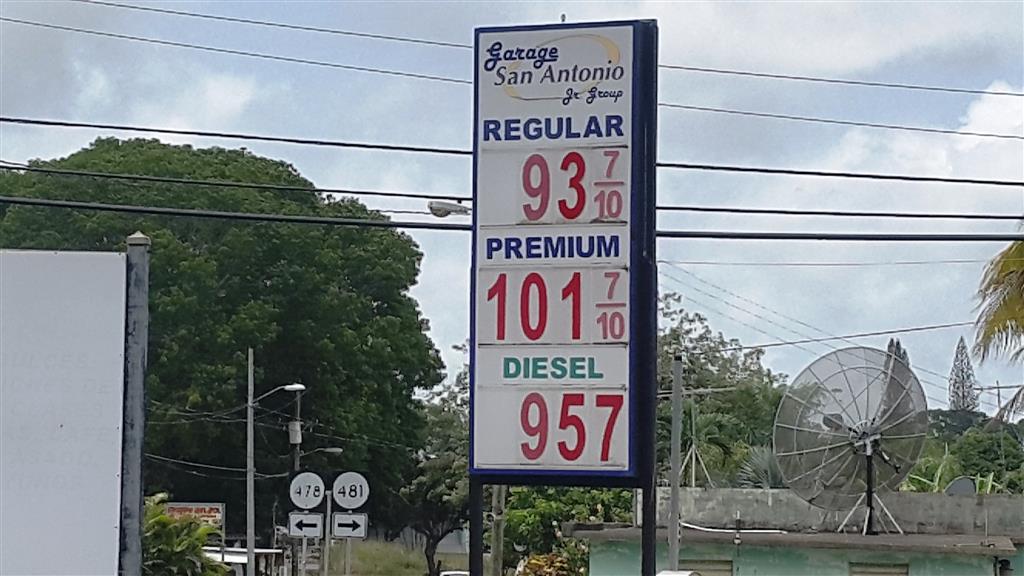 Garage
San Antonio
Jr Group
REGULAR
93 7/10
PREMIUM
101 7/10
DIESEL
957
478 481